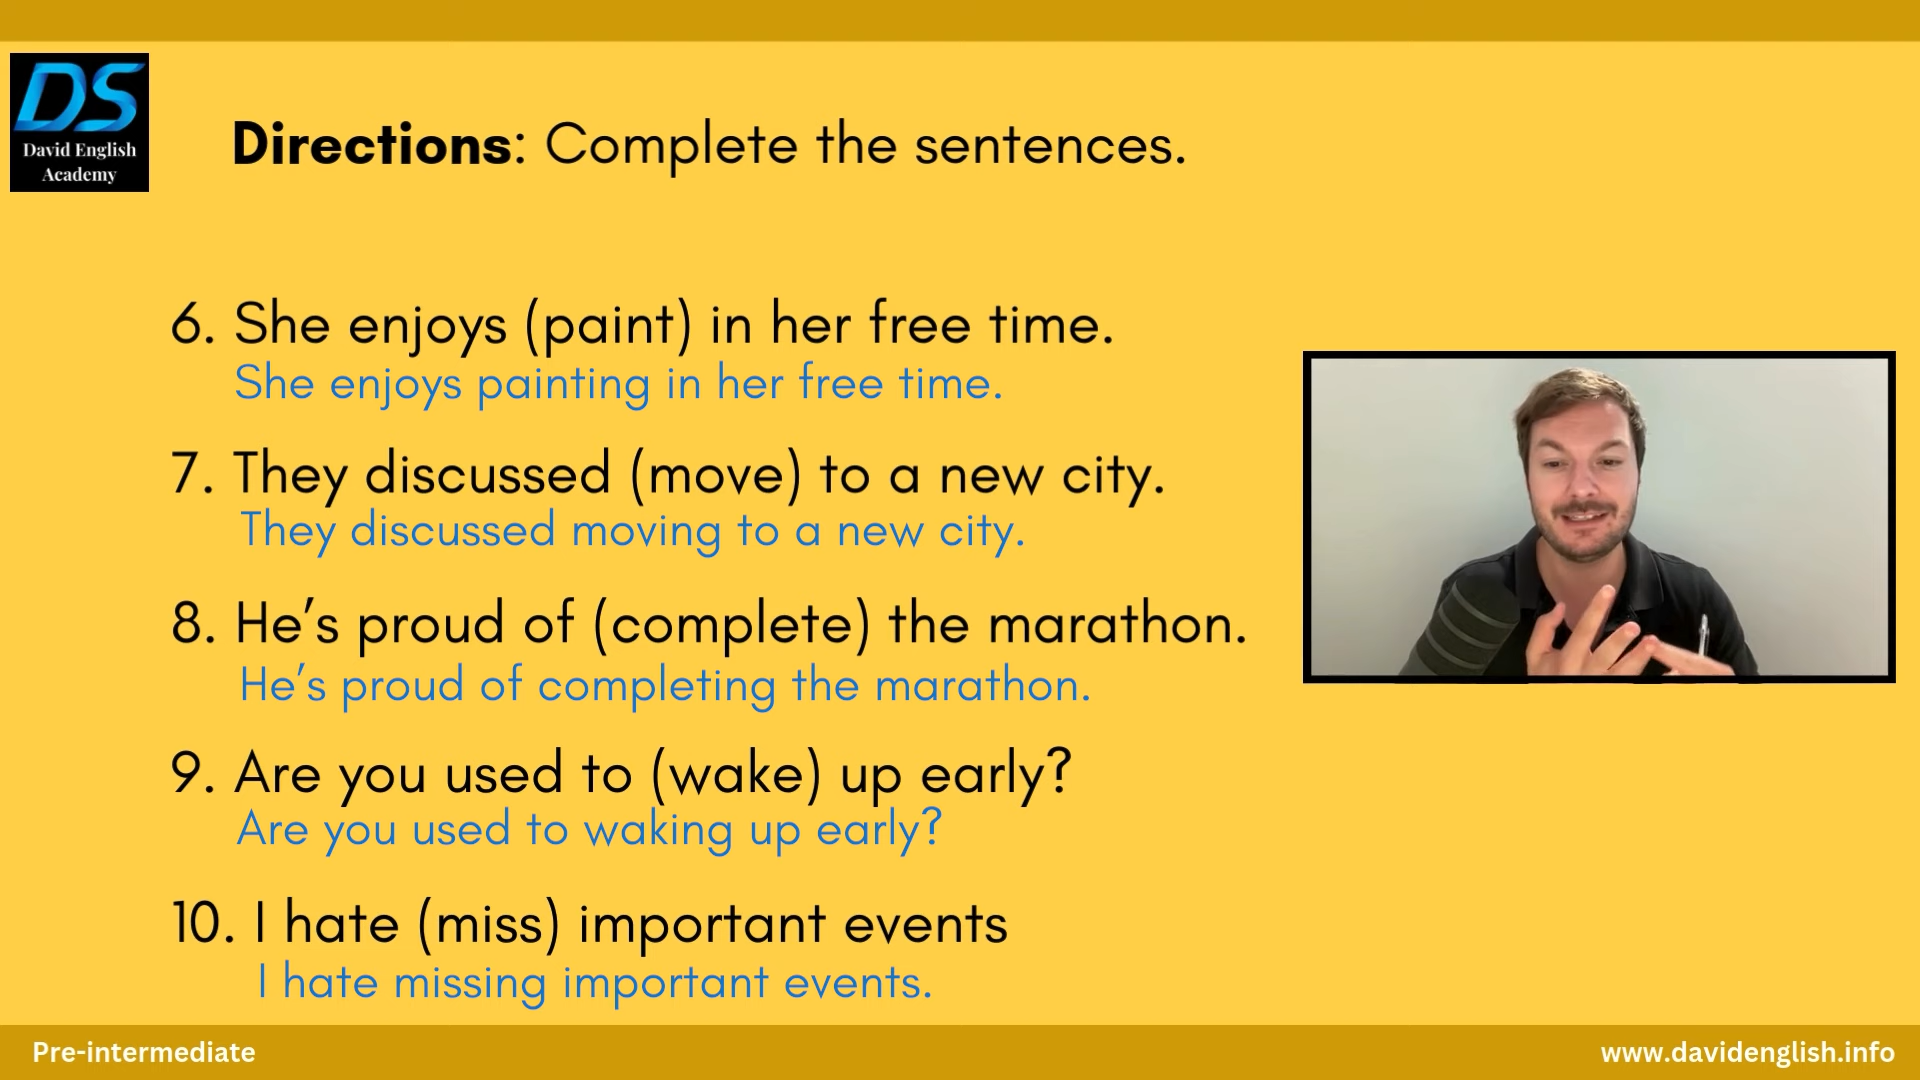 DS
David English
Academy
Directions: Complete the sentences.
6. She enjoys (paint) in her free time.
She enjoys painting in her free time.
7. They discussed (move) to a new city.
They discussed moving to a new city.
8. He’s proud of (complete) the marathon.
He’s proud of completing the marathon.
9. Are you used to (wake) up early?
Are you used to waking up early?
10. I hate (miss) important events
I hate missing important events.
Pre-intermediate
www.davidenglish.info